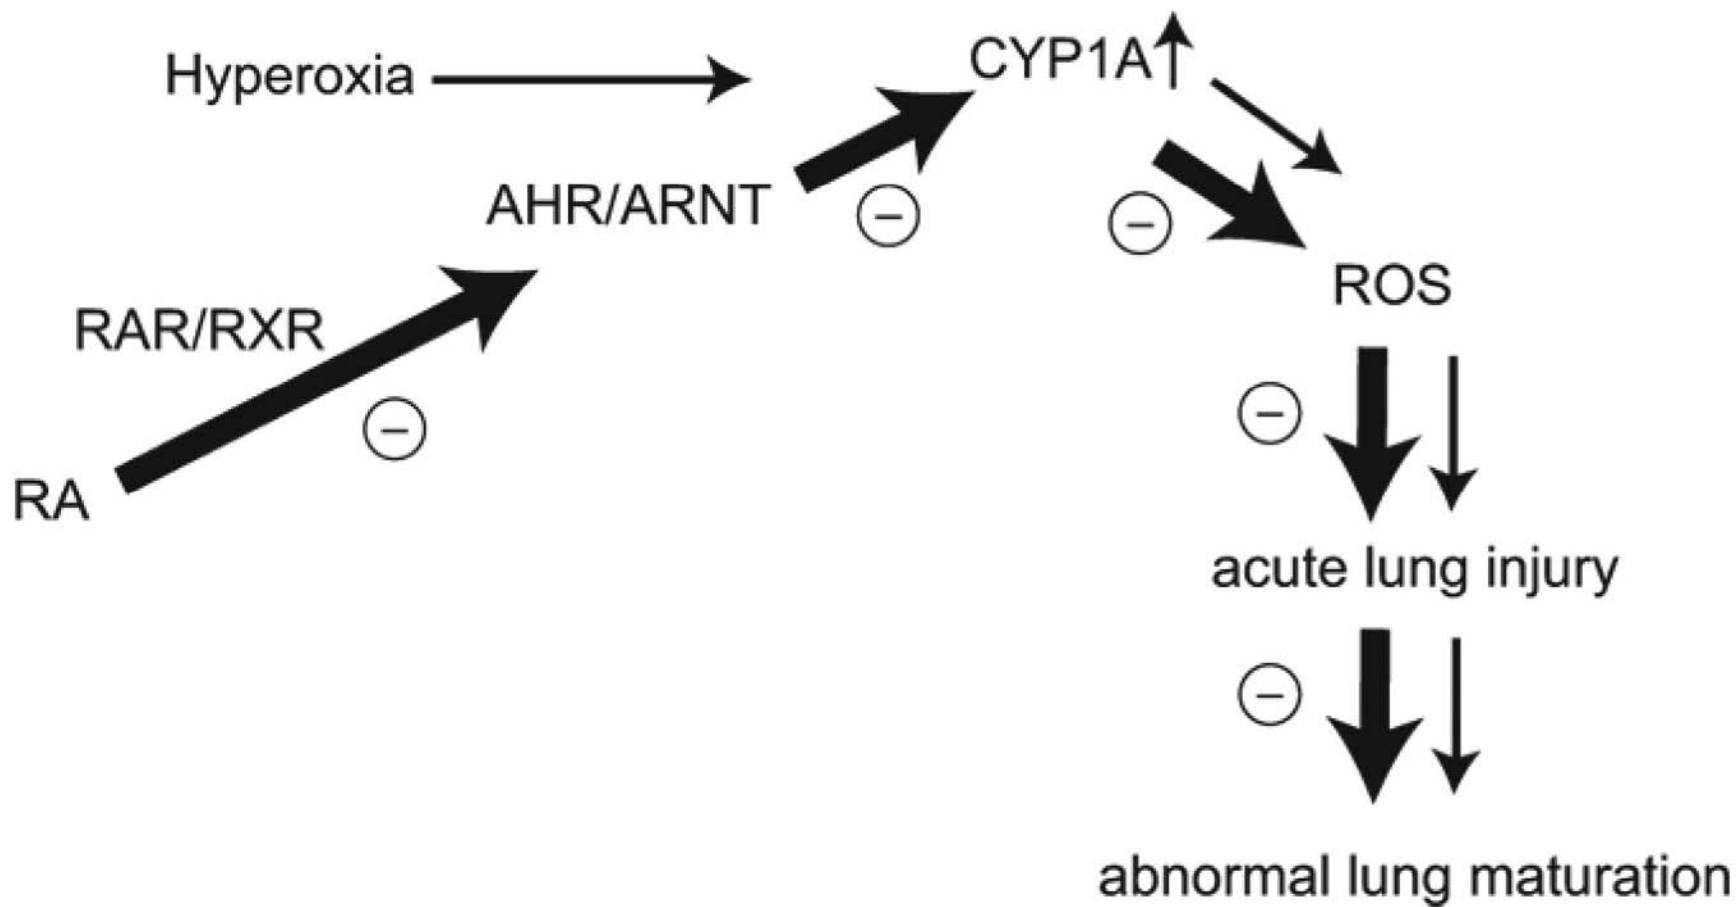 Hyperoxia
CYP1A↑
AHR/ARNT
−
−
ROS
RAR/RXR
−
−
RA
acute lung injury
−
abnormal lung maturation